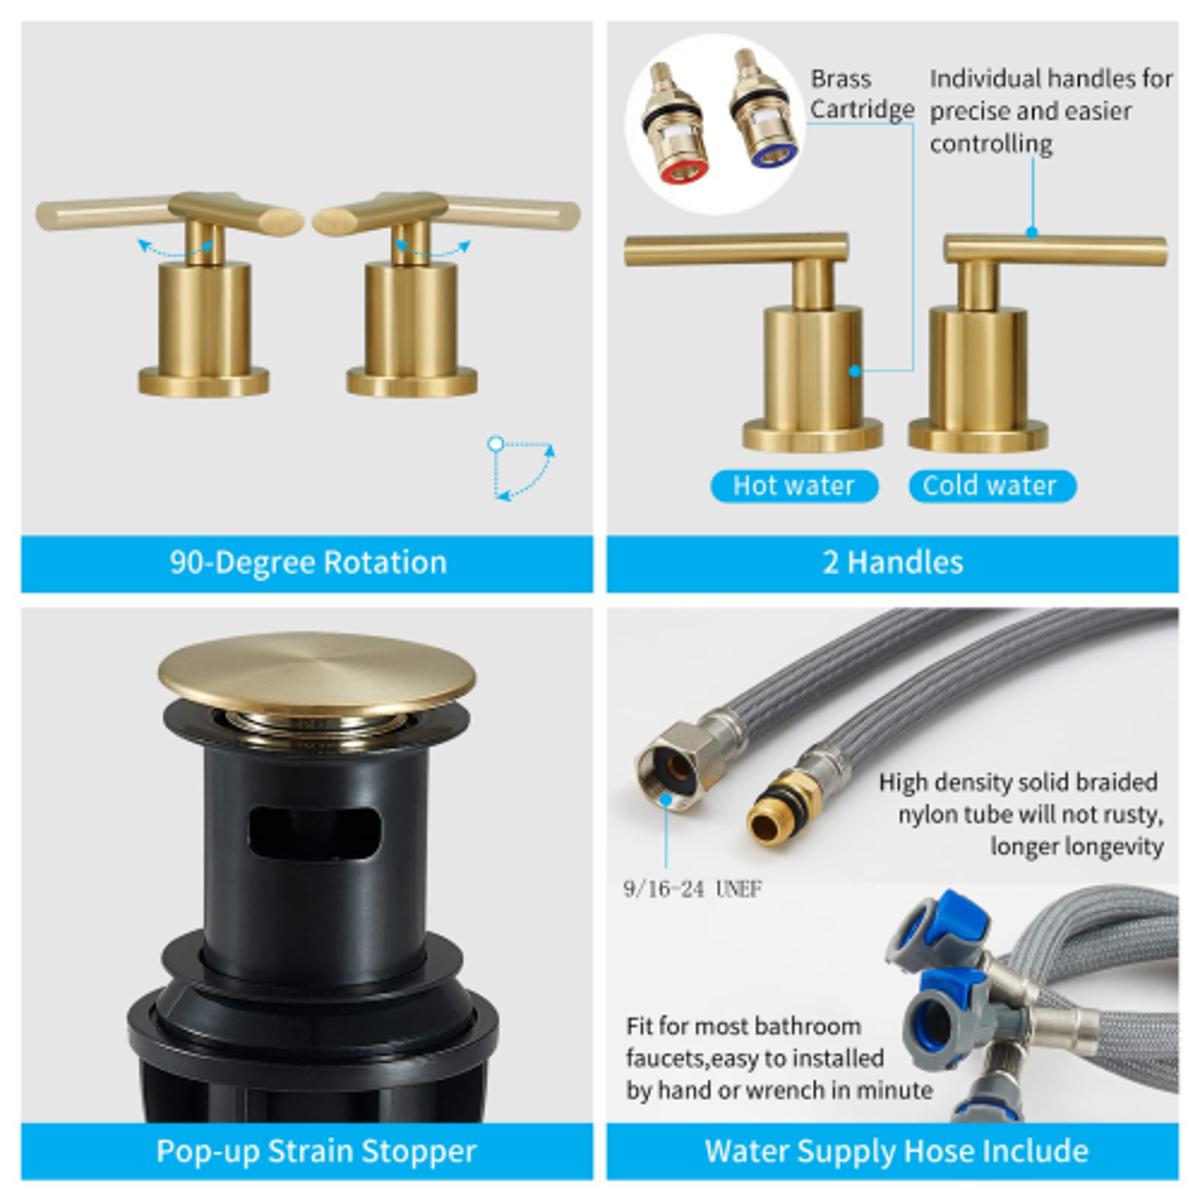 90-Degree Rotation
Brass
Cartridge
Individual handles for
precise and easier
controlling
Hot water
Cold water
2 Handles
Pop-up Strain Stopper
High density solid braided
nylon tube will not rusty,
longer longevity
9/16-24 UNEF
Fit for most bathroom
faucets,easy to installed
by hand or wrench in minute
Water Supply Hose Include